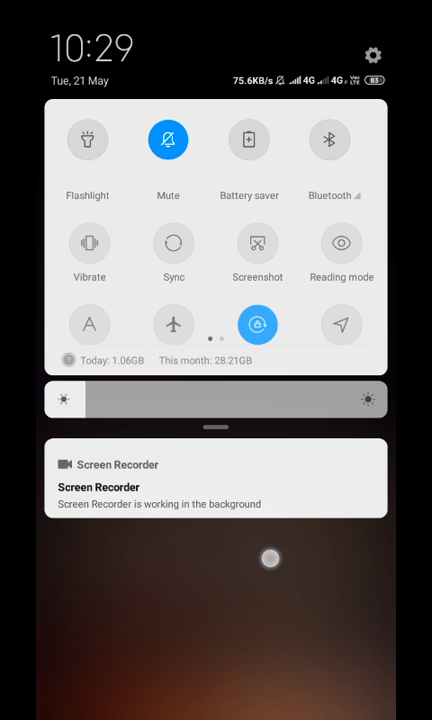 10:29
Tue, 21 May
75.6KB/s 4G 4G Vo LTE 83
Flashlight Mute Battery saver Bluetooth
Vibrate Sync Screenshot Reading mode
A
Today: 1.06GB This month: 28.21GB
Screen Recorder
Screen Recorder
Screen Recorder is working in the background